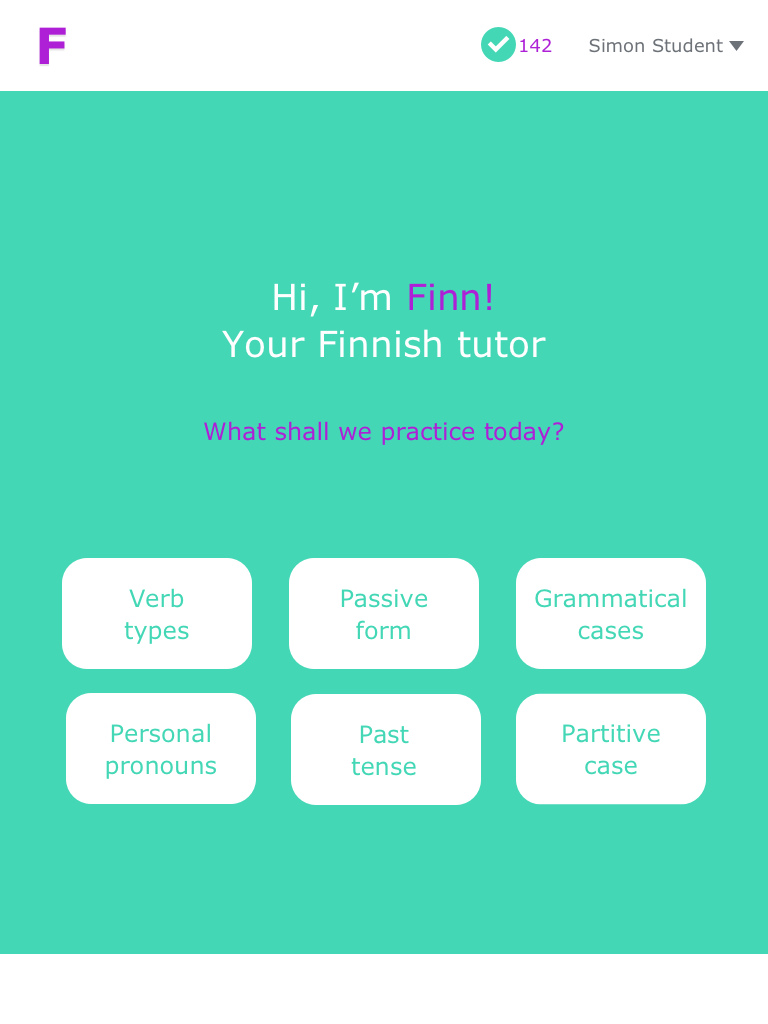 F
142
Simon Student
Hi, I’m Finn!
Your Finnish tutor
What shall we practice today?
Verb
types
Passive
form
Grammatical
cases
Personal
pronouns
Past
tense
Partitive
case